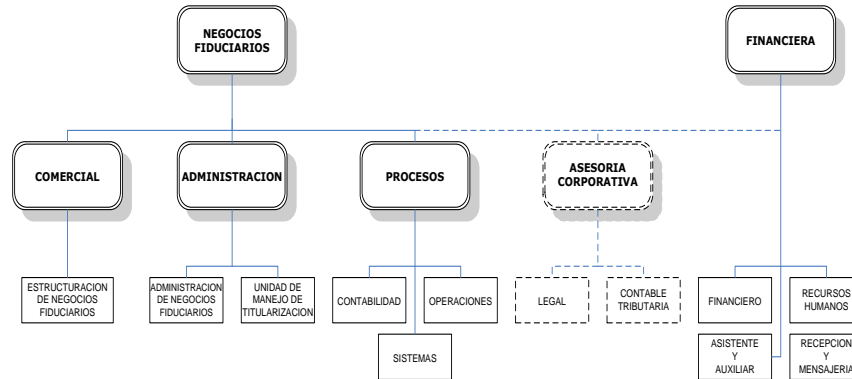 NEGOCIOS
FIDUCIARIOS
FINANCIERA
COMERCIAL
ADMINISTRACION
PROCESOS
ASESORIA
CORPORATIVA
ESTRUCTURACION
DE NEGOCIOS
FIDUCIARIOS
ADMINISTRACION
DE NEGOCIOS
FIDUCIARIOS
UNIDAD DE
MANEJO DE
TITULARIZACION
CONTABILIDAD
OPERACIONES
LEGAL
CONTABLE
TRIBUTARIA
FINANCIERO
RECURSOS
HUMANOS
SISTEMAS
ASISTENTE
Y
AUXILIAR
RECEPCION
Y
MENSAJERIA